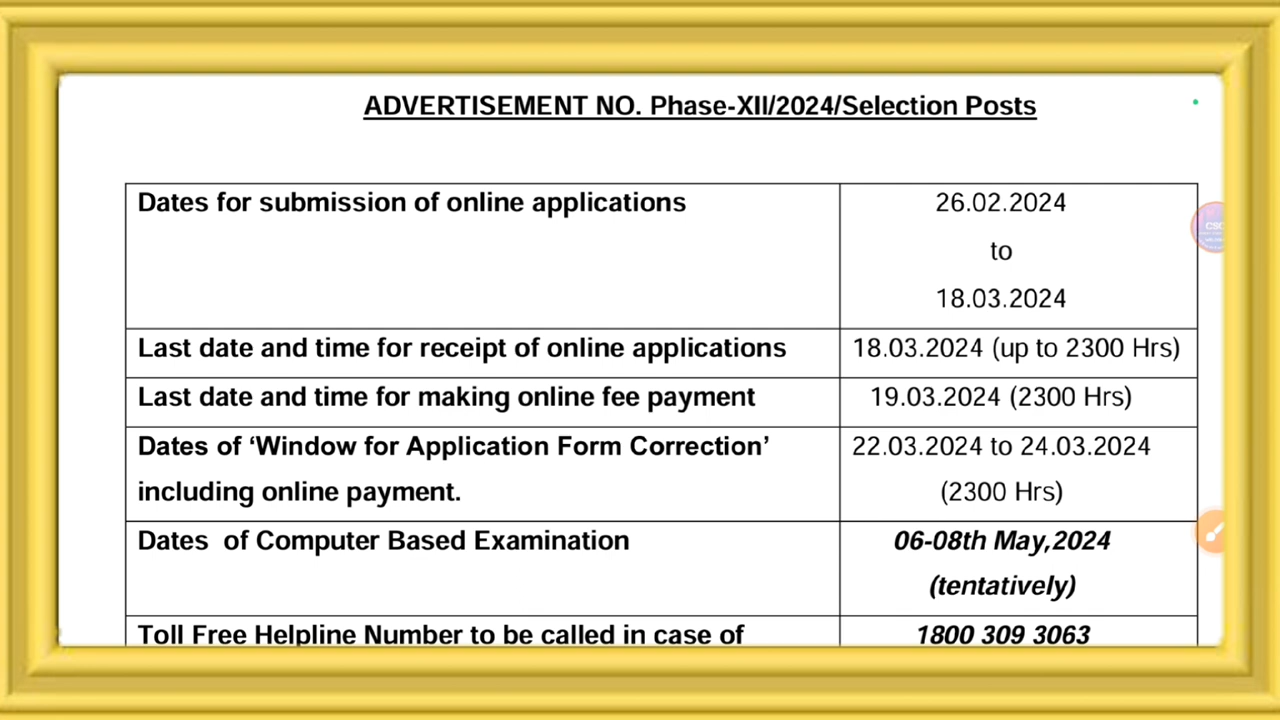 ADVERTISEMENT NO. Phase-XII/2024/Selection Posts
Dates for submission of online applications
26.02.2024
to
18.03.2024
Last date and time for receipt of online applications
18.03.2024 (up to 2300 Hrs)
Last date and time for making online fee payment
19.03.2024 (2300 Hrs)
Dates of ‘Window for Application Form Correction’
including online payment.
22.03.2024 to 24.03.2024
(2300 Hrs)
Dates of Computer Based Examination
06-08th May,2024
(tentatively)
Toll Free Helpline Number to be called in case of
1800 309 3063
CSC